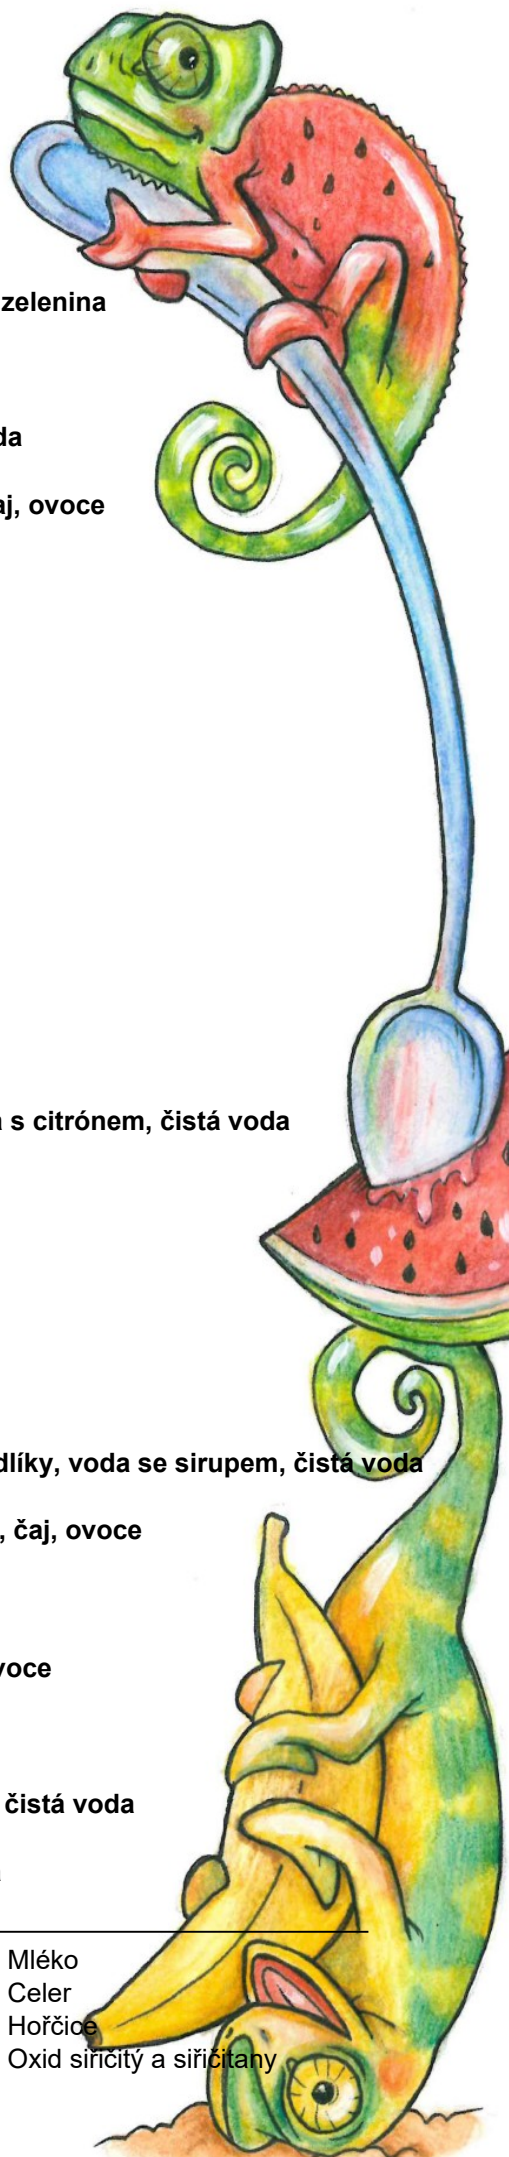 zelenina
da
aj, ovoce
a s citrónem, čistá voda
dlíky, voda se sirupem, čistá voda
, čaj, ovoce
voce
čistá voda
Mléko
Celer
Hořčice
Oxid siřičitý a siřičitany